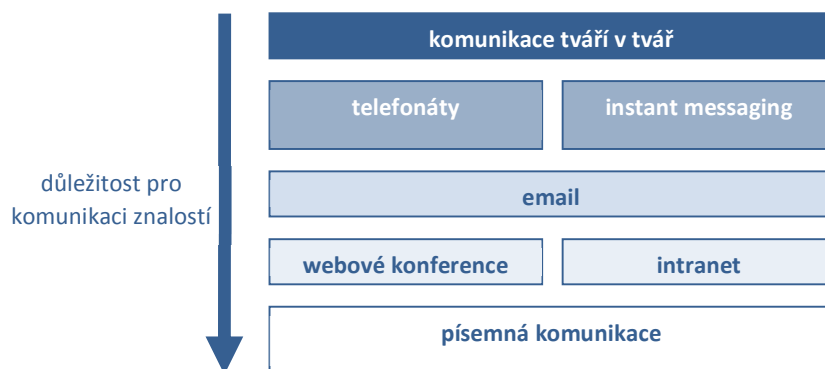 komunikace tváří v tvář
telefonáty
instant messaging
důležitost pro
komunikaci znalostí
email
webové konference
intranet
písemná komunikace